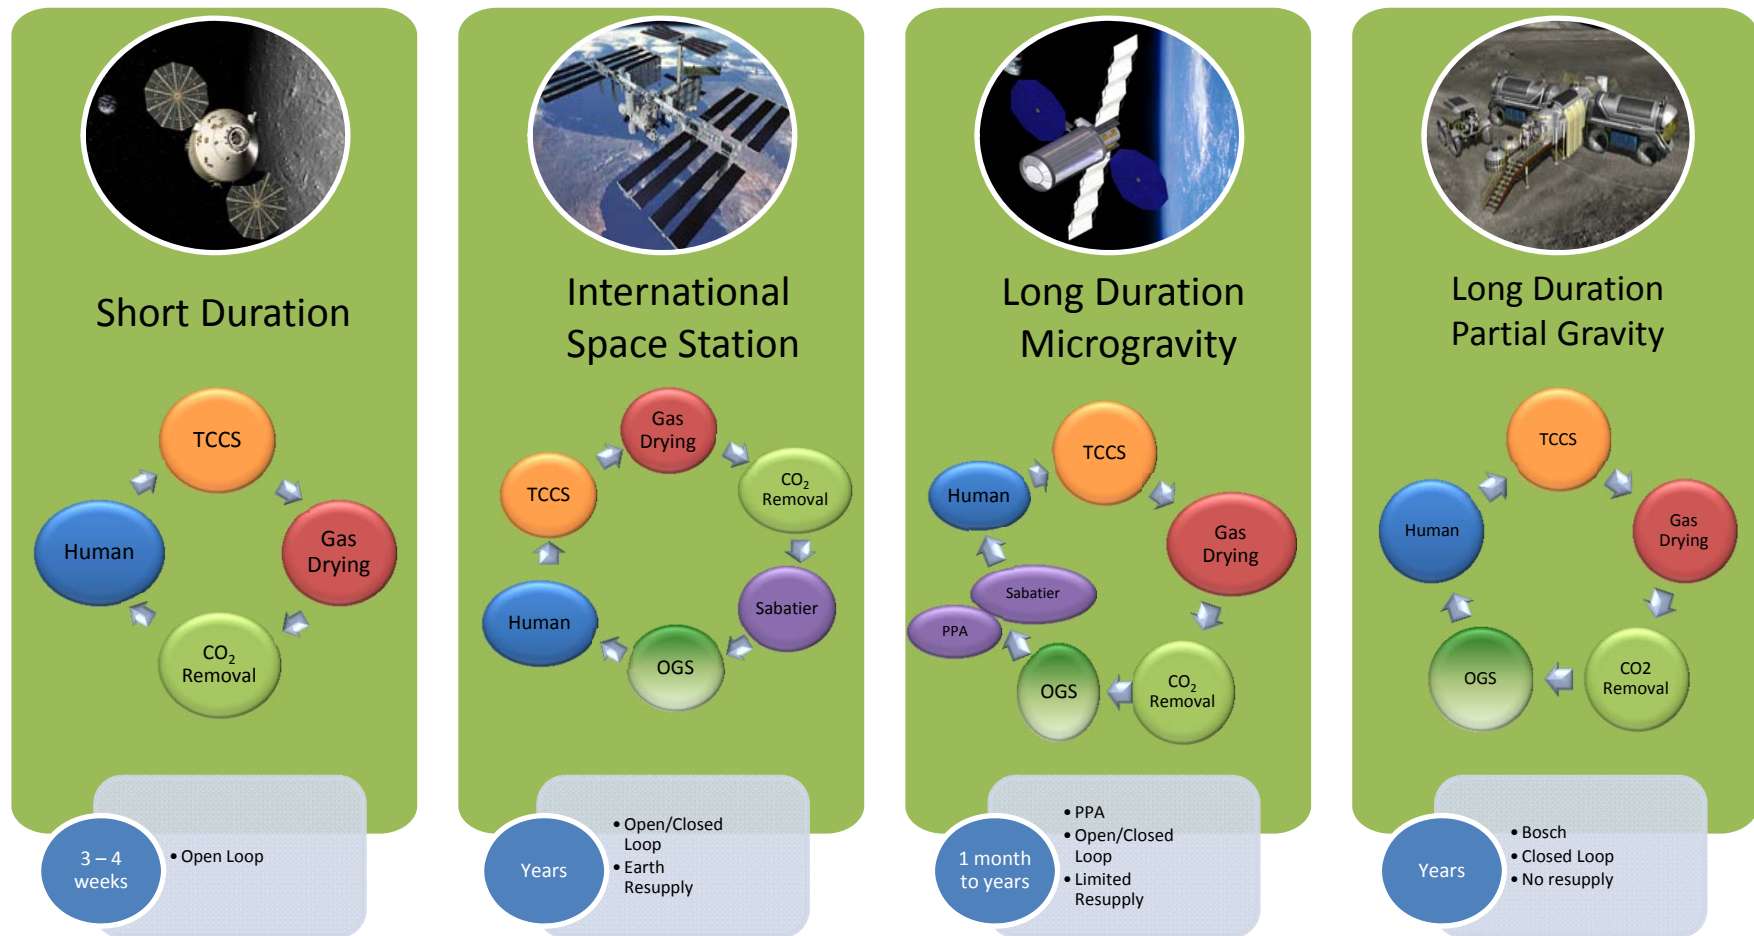 Short Duration
TCCS
Human
Gas
Drying
CO₂
Removal
3 – 4
weeks
• Open Loop
International
Space Station
Gas
Drying
TCCS
CO₂
Removal
Human
Sabatier
OGS
Years
• Open/Closed
Loop
• Earth
Resupply
Long Duration
Microgravity
TCCS
Human
Gas
Drying
Sabatier
PPA
OGS
CO₂
Removal
1 month
to years
• PPA
• Open/Closed
Loop
• Limited
Resupply
Long Duration
Partial Gravity
TCCS
Human
Gas
Drying
OGS
CO2
Removal
Years
• Bosch
• Closed Loop
• No resupply